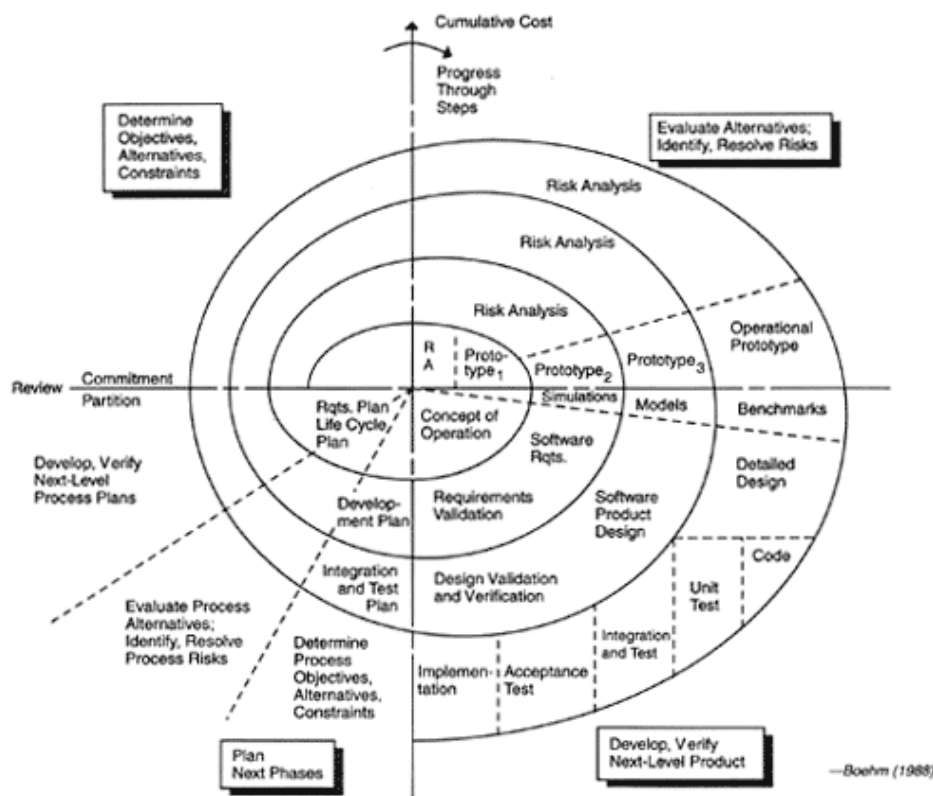 Cumulative Cost
Progress
Through
Steps
Determine
Objectives,
Alternatives,
Constraints
Evaluate Alternatives;
Identify, Resolve Risks
Risk Analysis
Risk Analysis
Risk Analysis
R
A
Proto-
type1
Prototype2
Prototype3
Operational
Prototype
Review
Commitment
Partition
Simulations
Models
Benchmarks
Rqts. Plan
Life Cycle
Plan
Concept of
Operation
Software
Rqts.
Detailed
Design
Develop, Verify
Next-Level
Process Plans
Develop-
ment Plan
Requirements
Validation
Software
Product
Design
Code
Unit
Test
Integration
and Test
Plan
Design Validation
and Verification
Integration
and Test
Evaluate Process
Alternatives;
Identify, Resolve
Process Risks
Determine
Process
Objectives,
Alternatives,
Constraints
Implemen-
tation
Acceptance
Test
Plan
Next Phases
Develop, Verify
Next-Level Product
—Boehm (1988)